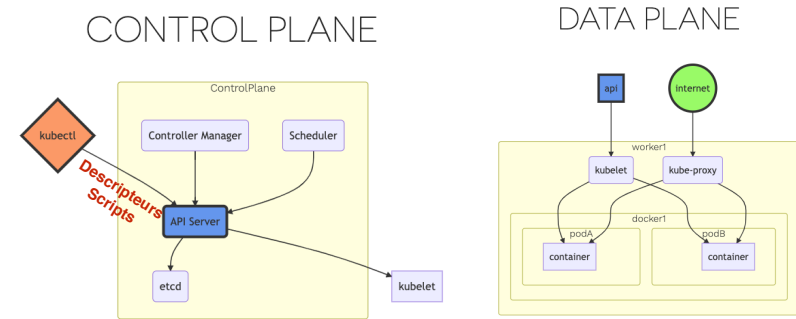 CONTROL PLANE
ControlPlane
kubectl
Controller Manager
Scheduler
Descripteurs
Scripts
API Server
etcd
kubelet
DATA PLANE
api
internet
worker1
kubelet
kube-proxy
docker1
podA
podB
container
container